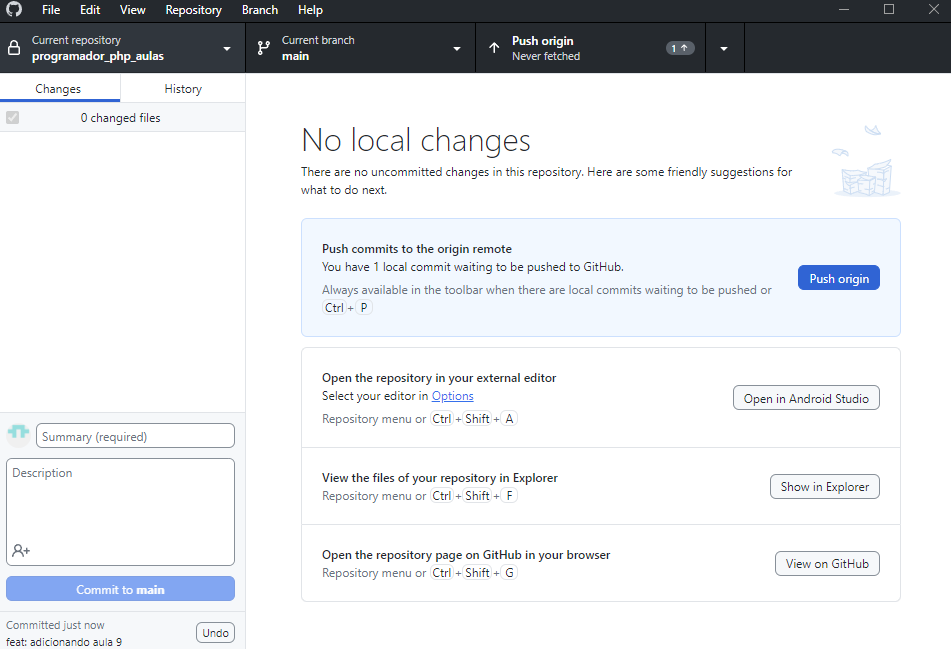 File Edit View Repository Branch Help
Current repository
programador_php_aulas
Current branch
main
Push origin
Never fetched
1
Changes
History
0 changed files
No local changes
There are no uncommitted changes in this repository. Here are some friendly suggestions for
what to do next.
Push commits to the origin remote
You have 1 local commit waiting to be pushed to GitHub.
Always available in the toolbar when there are local commits waiting to be pushed or
Ctrl + P
Push origin
Open the repository in your external editor
Select your editor in Options
Repository menu or Ctrl + Shift + A
Open in Android Studio
View the files of your repository in Explorer
Repository menu or Ctrl + Shift + F
Show in Explorer
Open the repository page on GitHub in your browser
Repository menu or Ctrl + Shift + G
View on GitHub
Summary (required)
Description
Commit to main
Committed just now
feat: adicionando aula 9
Undo